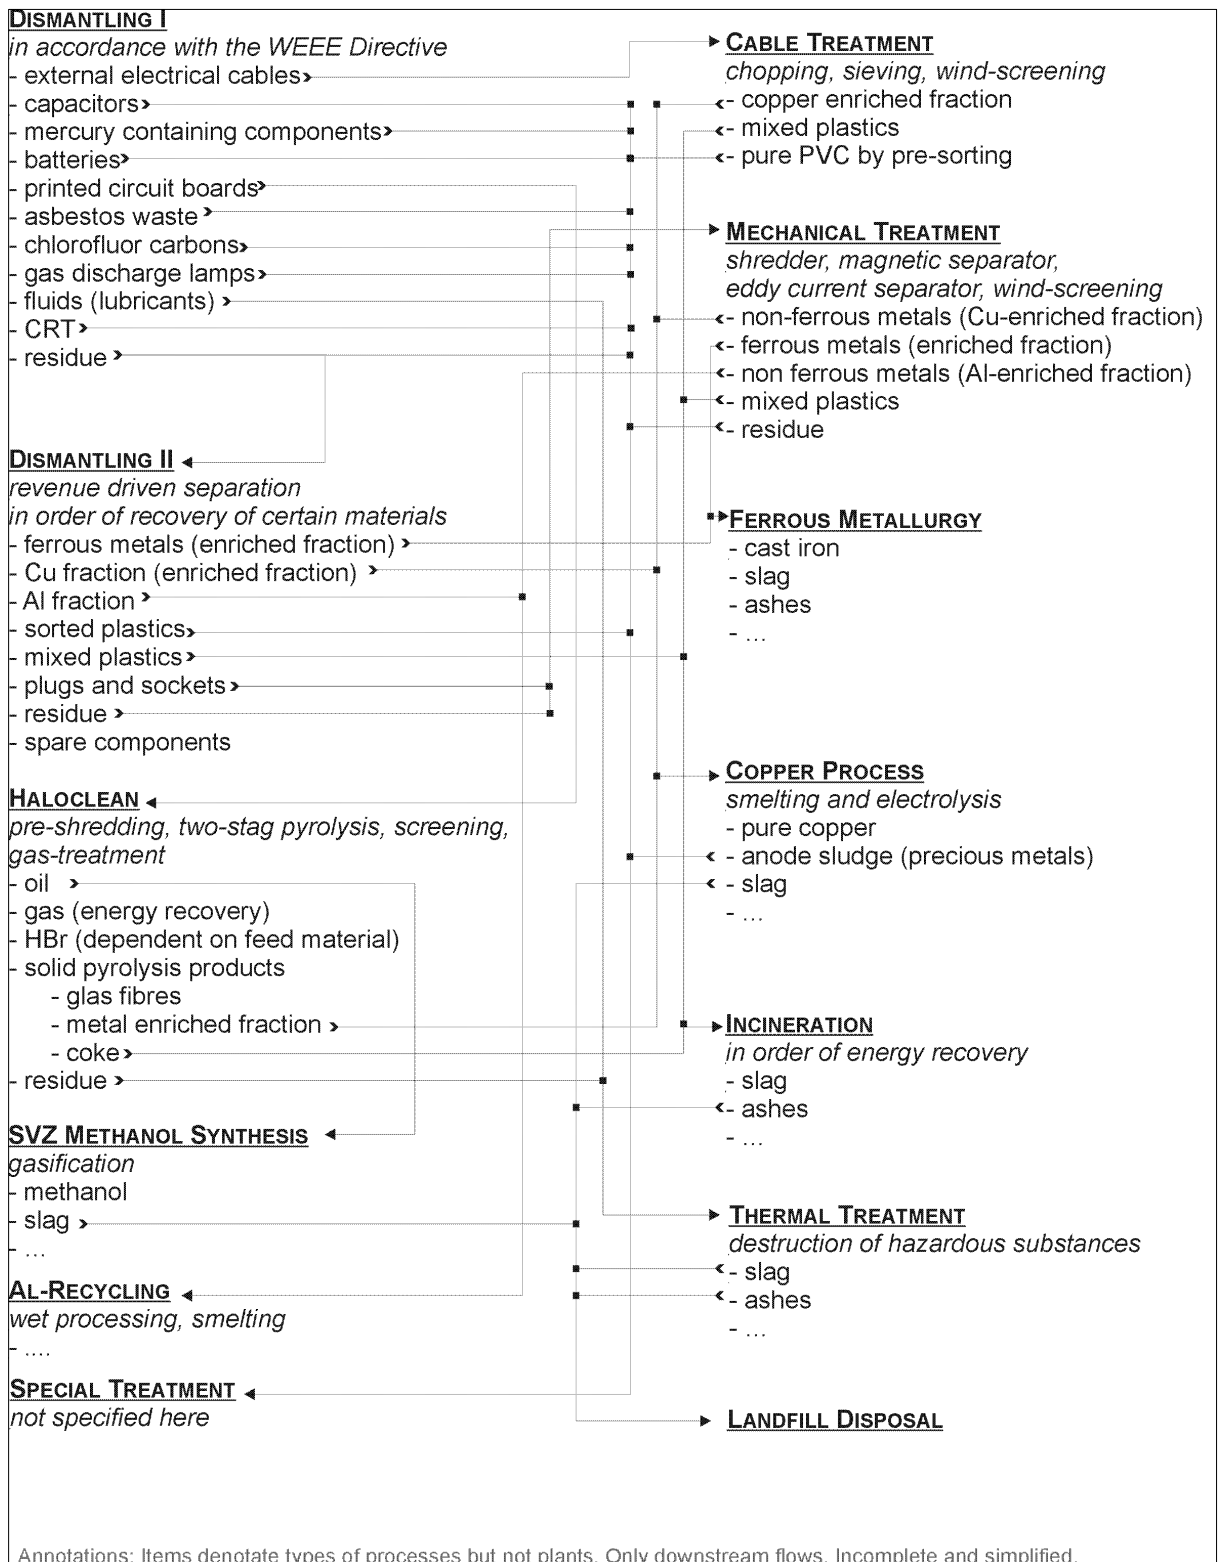 DISMANTLING I
in accordance with the WEEE Directive
- external electrical cables
- capacitors
- mercury containing components
- batteries
- printed circuit boards
- asbestos waste
- chlorofluor carbons
- gas discharge lamps
- fluids (lubricants)
- CRT
- residue
DISMANTLING II
revenue driven separation
in order of recovery of certain materials
- ferrous metals (enriched fraction)
- Cu fraction (enriched fraction)
- Al fraction
- sorted plastics
- mixed plastics
- plugs and sockets
- residue
- spare components
HALOCLEAN
pre-shredding, two-stag pyrolysis, screening,
gas-treatment
- oil
- gas (energy recovery)
- HBr (dependent on feed material)
- solid pyrolysis products
- glas fibres
- metal enriched fraction
- coke
- residue
SVZ METHANOL SYNTHESIS
gasification
- methanol
- slag
- ...
AL-RECYCLING
wet processing, smelting
- ....
SPECIAL TREATMENT
not specified here
CABLE TREATMENT
chopping, sieving, wind-screening
- copper enriched fraction
- mixed plastics
- pure PVC by pre-sorting
MECHANICAL TREATMENT
shredder, magnetic separator,
eddy current separator, wind-screening
- non-ferrous metals (Cu-enriched fraction)
- ferrous metals (enriched fraction)
- non ferrous metals (Al-enriched fraction)
- mixed plastics
- residue
FERROUS METALLURGY
- cast iron
- slag
- ashes
- ...
COPPER PROCESS
smelting and electrolysis
- pure copper
- anode sludge (precious metals)
- slag
- ...
INCINERATION
in order of energy recovery
- slag
- ashes
- ...
THERMAL TREATMENT
destruction of hazardous substances
- slag
- ashes
- ...
LANDFILL DISPOSAL
Annotations: Items denotate types of processes but not plants. Only downstream flows. Incomplete and simplified.